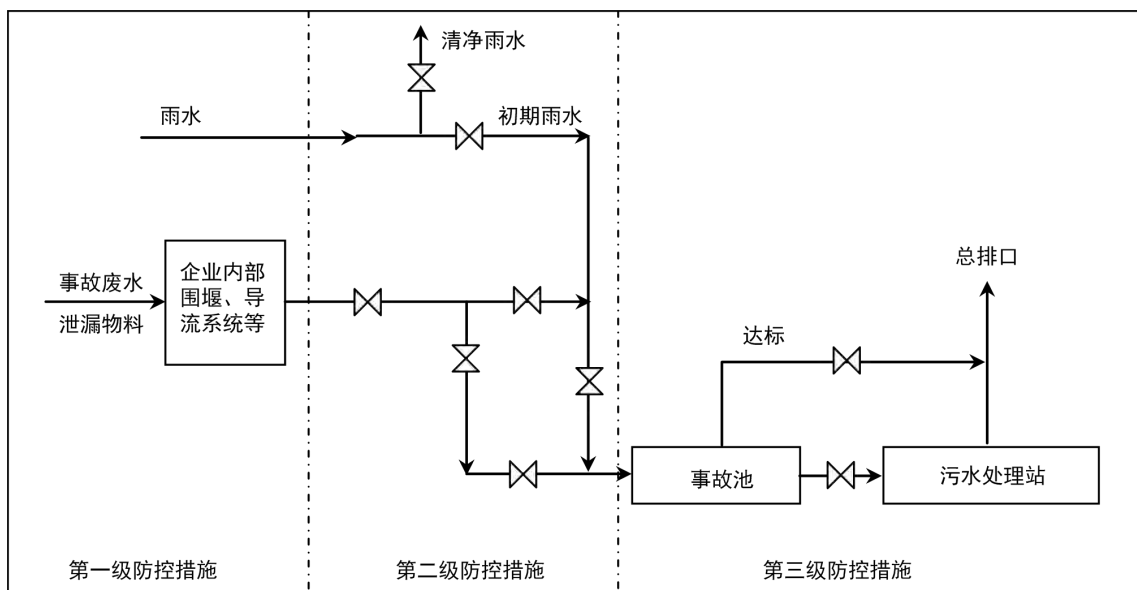 清净雨水
雨水
初期雨水
事故废水
泄漏物料
企业内部
围堰、导
流系统等
总排口
达标
事故池
污水处理站
第一级防控措施
第二级防控措施
第三级防控措施